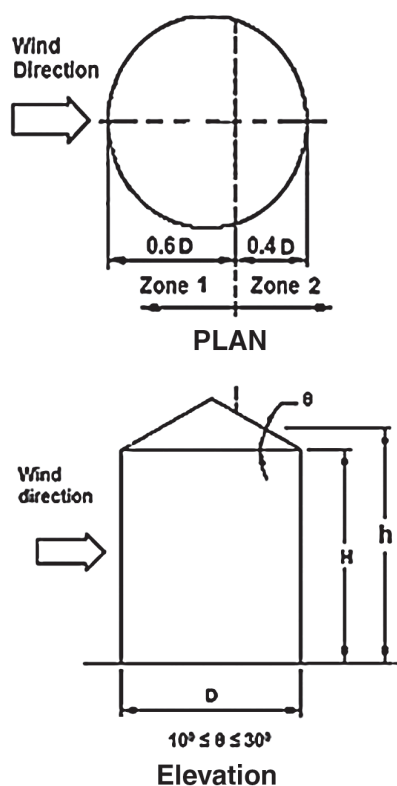 Wind
Direction
0.6 D 0.4 D
Zone 1 Zone 2
PLAN
θ
Wind
direction
H
h
D
10° ≤ θ ≤ 30°
Elevation